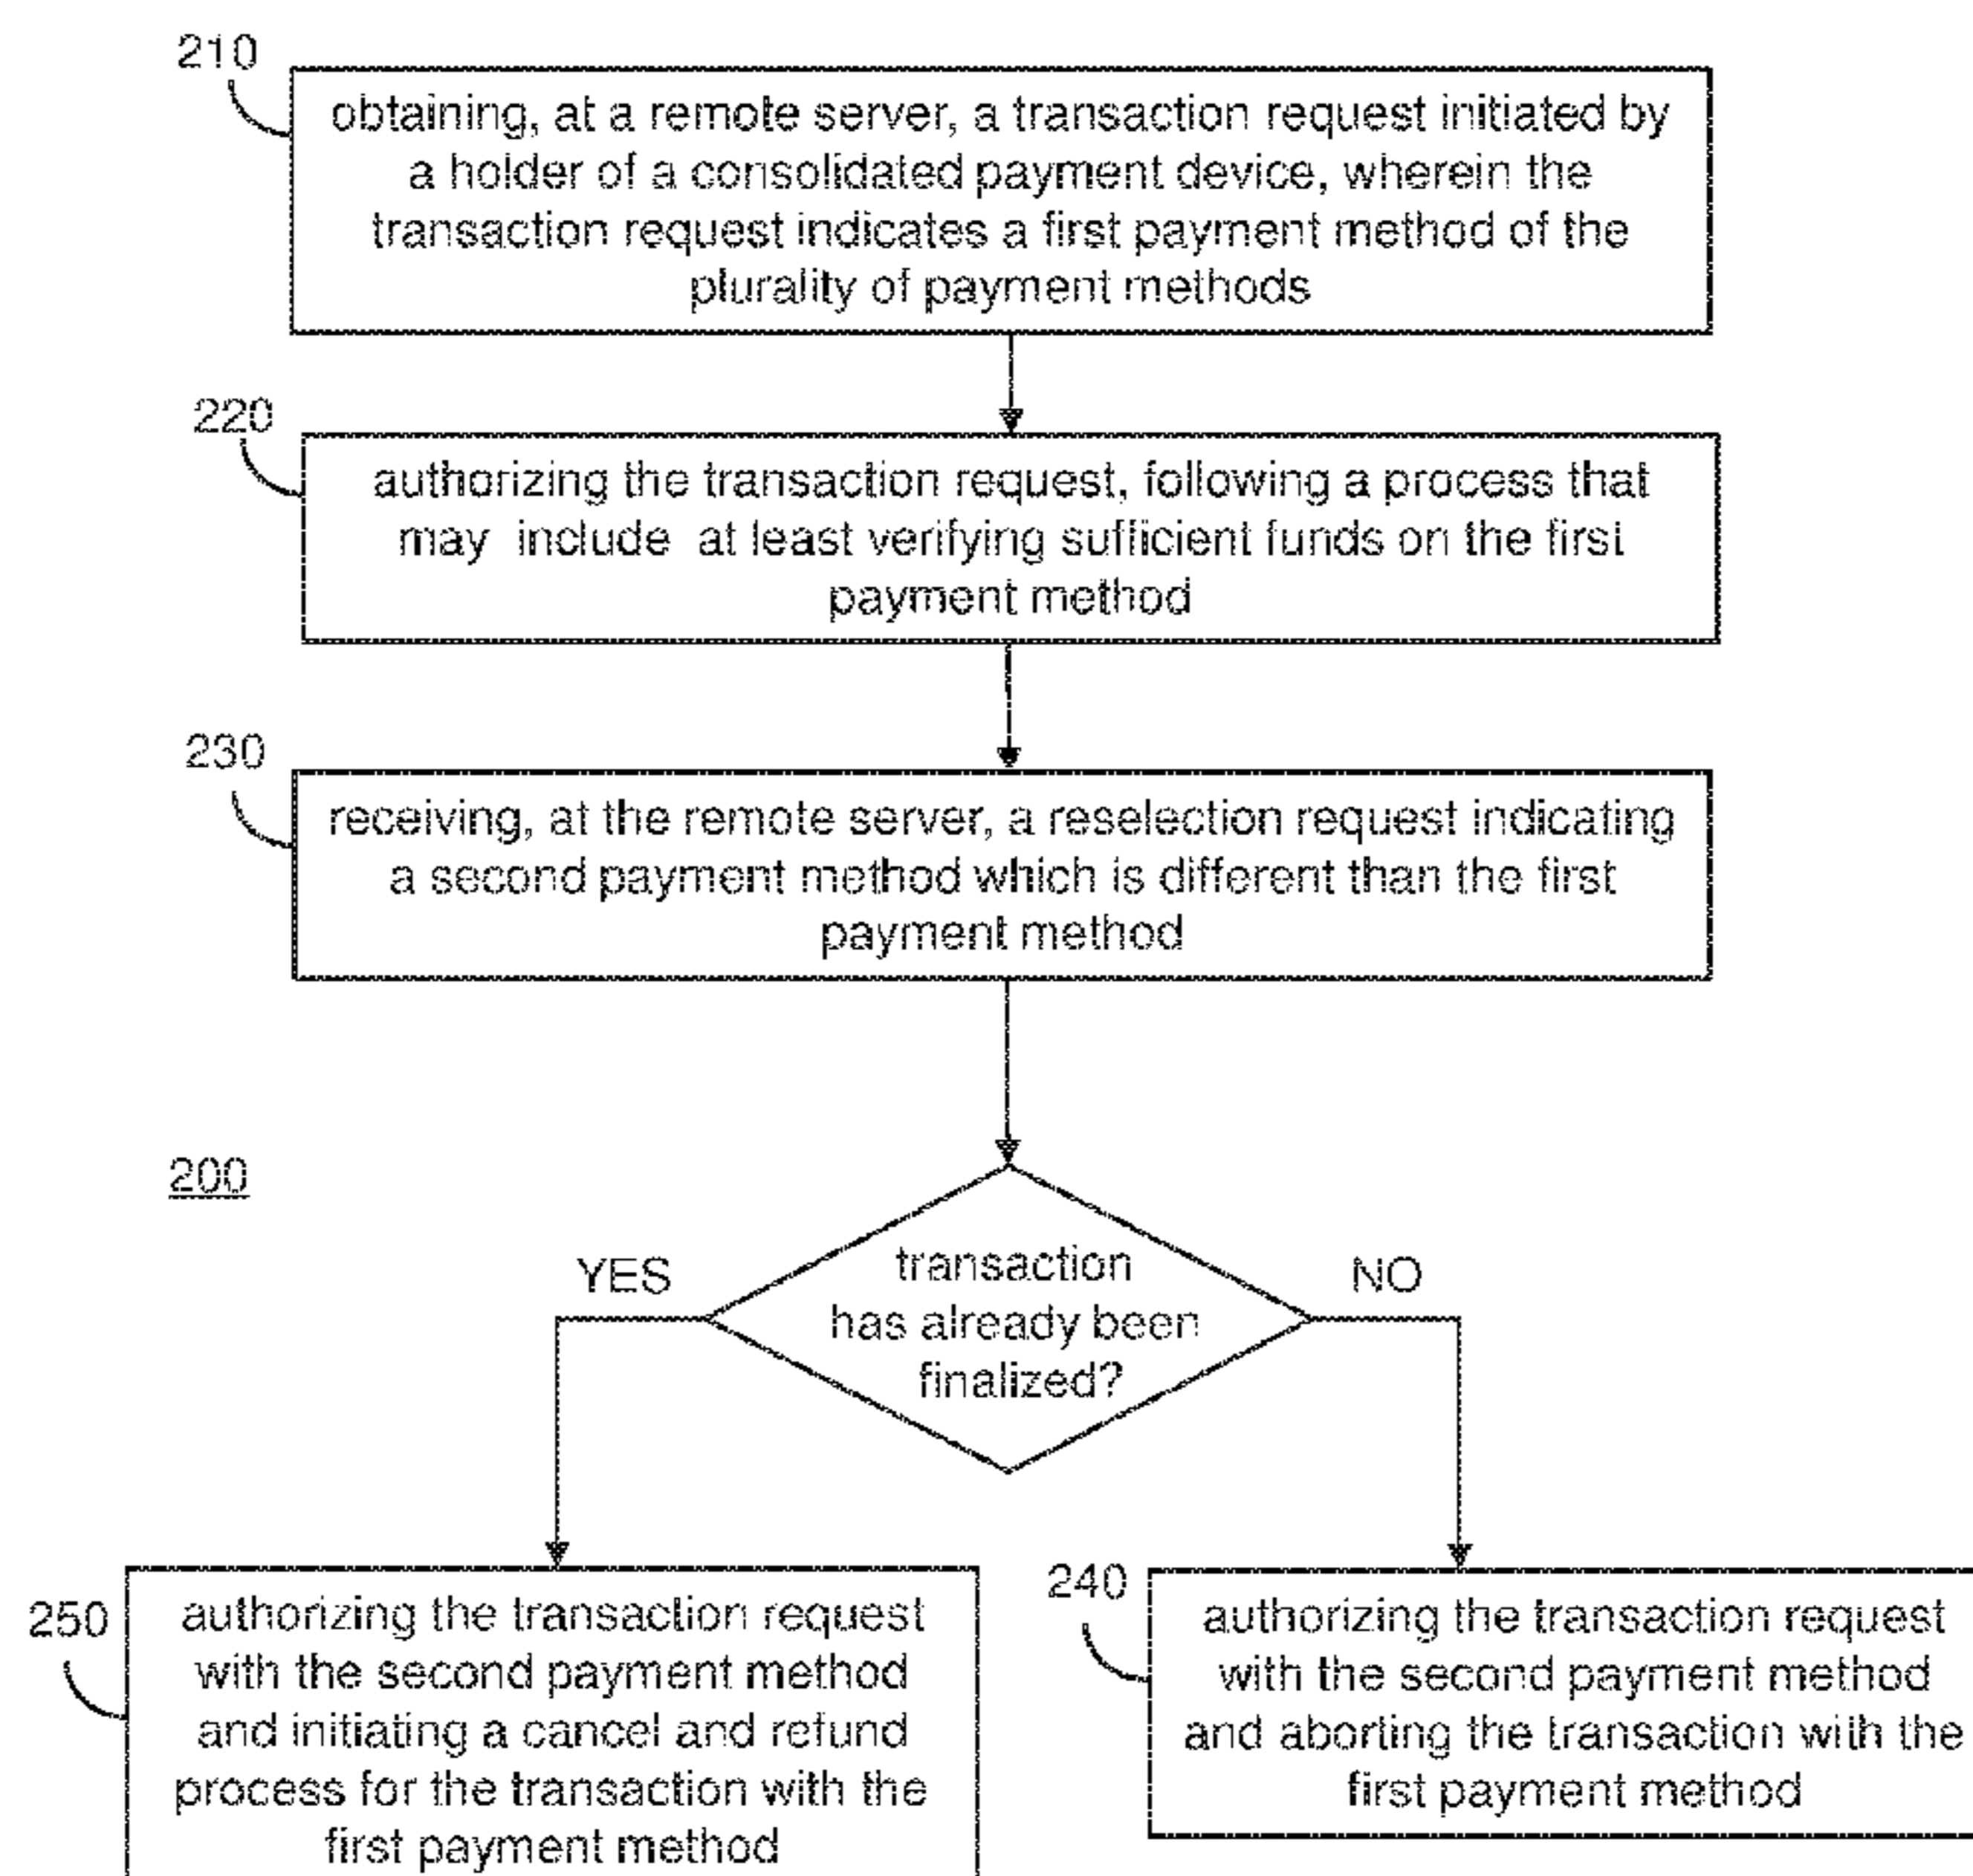 210
obtaining, at a remote server, a transaction request initiated by
a holder of a consolidated payment device, wherein the
transaction request indicates a first payment method of the
plurality of payment methods
220
authorizing the transaction request, following a process that
may include at least verifying sufficient funds on the first
payment method
230
receiving, at the remote server, a reselection request indicating
a second payment method which is different than the first
payment method
200
transaction
has already been
finalized?
YES
NO
250
authorizing the transaction request
with the second payment method
and initiating a cancel and refund
process for the transaction with the
first payment method
240
authorizing the transaction request
with the second payment method
and aborting the transaction with the
first payment method